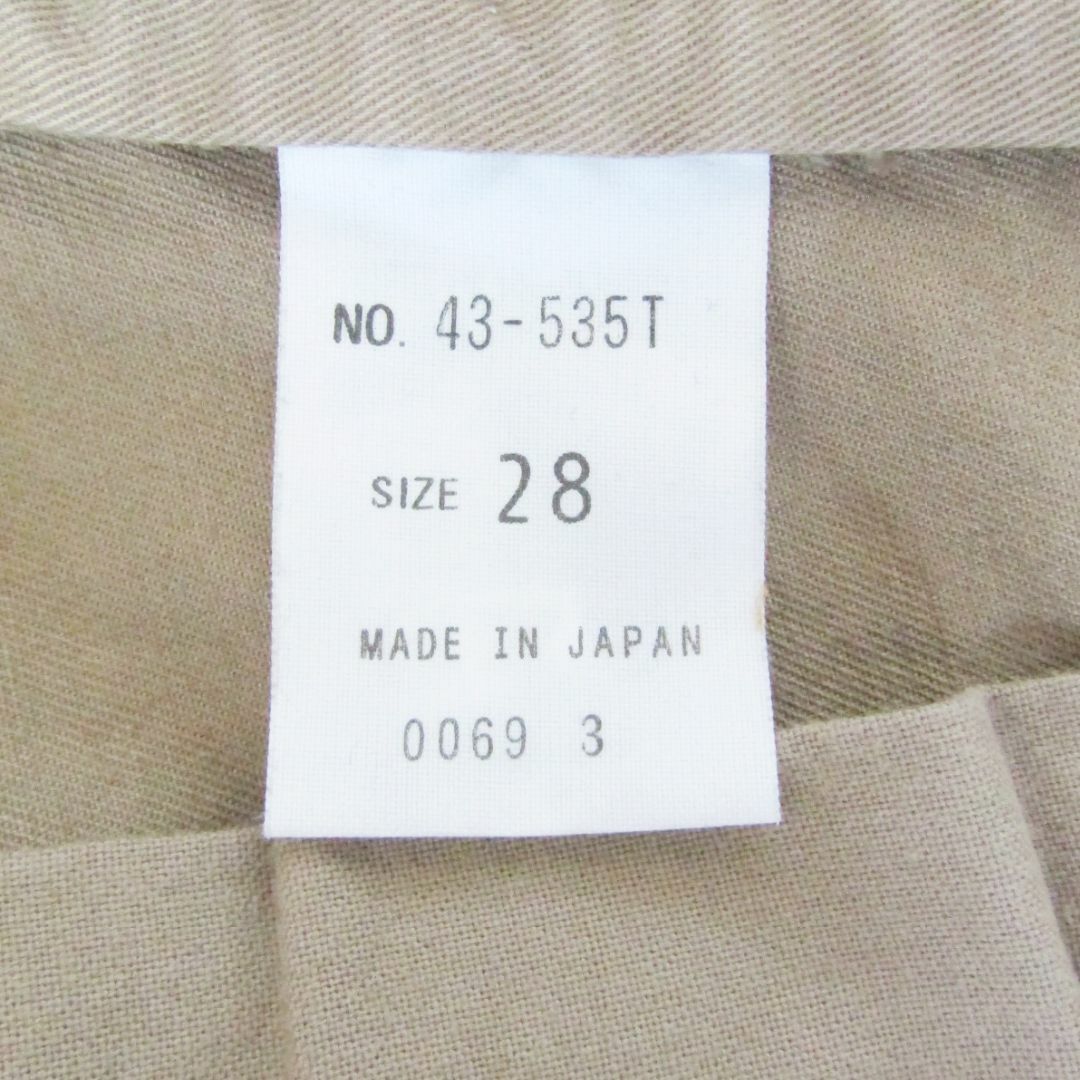 NO. 43-535T
SIZE 28
MADE IN JAPAN
0069 3